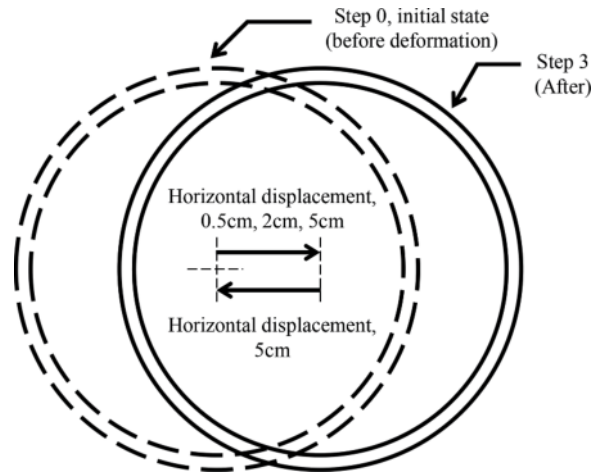 Step 0, initial state
(before deformation)
Step 3
(After)
Horizontal displacement,
0.5cm, 2cm, 5cm
Horizontal displacement,
5cm